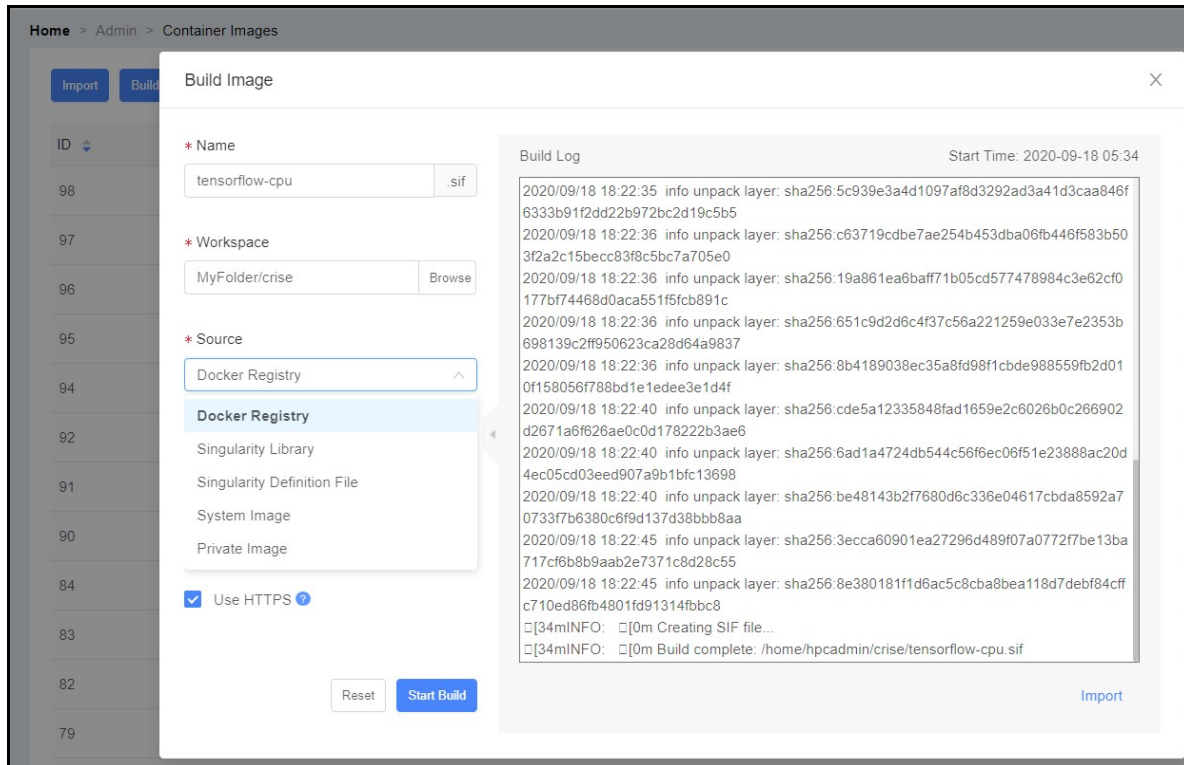 Home > Admin > Container Images
Import
Build
Build Image
ID
98
97
96
95
94
92
91
90
84
83
82
79
* Name
tensorflow-cpu
.sif
* Workspace
MyFolder/crise
Browse
* Source
Docker Registry
Docker Registry
Singularity Library
Singularity Definition File
System Image
Private Image
Use HTTPS ?
Reset
Start Build
Build Log
Start Time: 2020-09-18 05:34
2020/09/18 18:22:35 info unpack layer: sha256:5c939e3a4d1097af8d3292ad3a41d3caa846f
6333b91f2dd22b972bc2d19c5b5
2020/09/18 18:22:36 info unpack layer: sha256:c63719cdbe7ae254b453dba06fb446f583b50
3f2a2c15becc83f8c5bc7a705e0
2020/09/18 18:22:36 info unpack layer: sha256:19a861ea6baff71b05cd577478984c3e62cf0
177bf74468d0aca551f5fcb891c
2020/09/18 18:22:36 info unpack layer: sha256:651c9d2d6c4f37c56a221259e033e7e2353b
698139c2ff950623ca28d64a9837
2020/09/18 18:22:36 info unpack layer: sha256:8b4189038ec35a8fd98f1cbde988559fb2d01
0f158056f788bd1e1edee3e1d4f
2020/09/18 18:22:40 info unpack layer: sha256:cde5a12335848fad1659e2c6026b0c266902
d2671a6f626ae0c0d178222b3ae6
2020/09/18 18:22:40 info unpack layer: sha256:6ad1a4724db544c56f6ec06f51e23888ac20d
4ec05cd03eed907a9b1bfc13698
2020/09/18 18:22:40 info unpack layer: sha256:be48143b2f7680d6c336e04617cbda8592a7
0733f7b6380c6f9d137d38bbb8aa
2020/09/18 18:22:45 info unpack layer: sha256:3ecca60901ea27296d489f07a0772f7be13ba
717cf6b8b9aab2e7371c8d28c55
2020/09/18 18:22:45 info unpack layer: sha256:8e380181f1d6ac5c8cba8bea118d7debf84cff
c710ed86fb4801fd91314fbbc8
□[34mINFO: □[0m Creating SIF file...
□[34mINFO: □[0m Build complete: /home/hpcadmin/crise/tensorflow-cpu.sif
Import